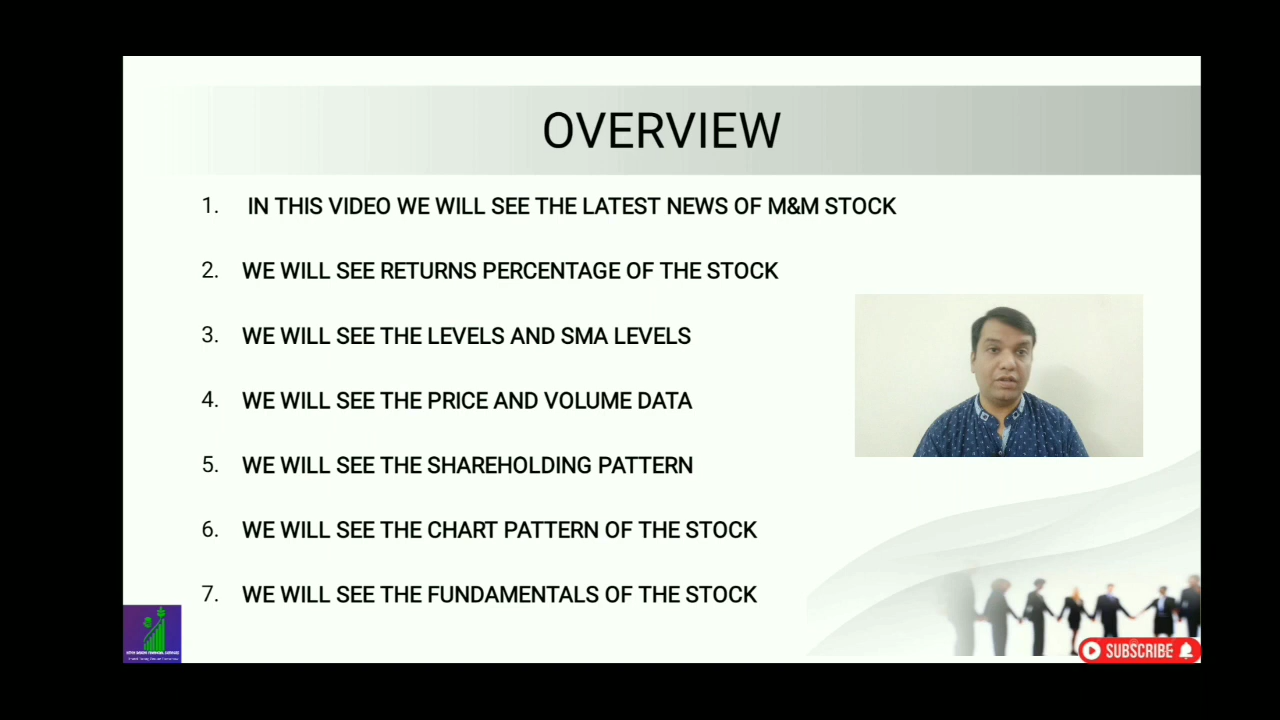 OVERVIEW
1. IN THIS VIDEO WE WILL SEE THE LATEST NEWS OF M&M STOCK
2. WE WILL SEE RETURNS PERCENTAGE OF THE STOCK
3. WE WILL SEE THE LEVELS AND SMA LEVELS
4. WE WILL SEE THE PRICE AND VOLUME DATA
5. WE WILL SEE THE SHAREHOLDING PATTERN
6. WE WILL SEE THE CHART PATTERN OF THE STOCK
7. WE WILL SEE THE FUNDAMENTALS OF THE STOCK
SUBSCRIBE